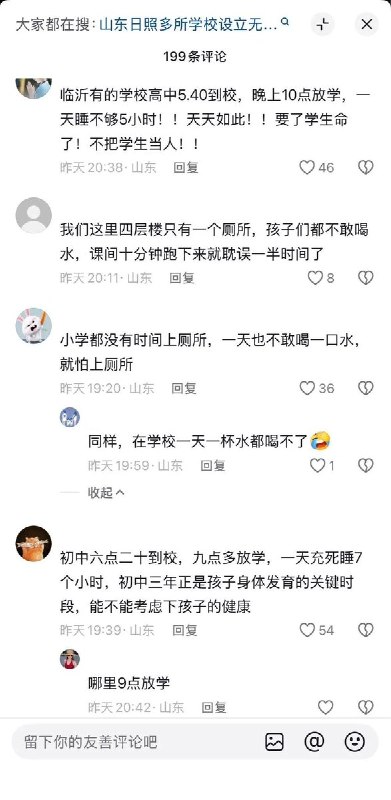 大家都在搜：山东日照多所学校设立无...
199条评论
临沂有的学校高中5.40到校，晚上10点放学，一
天睡不够5小时！！天天如此！！要了学生命
了！不把学生当人！！
昨天 20:38 · 山东 回复 46
我们这里四层楼只有一个厕所，孩子们都不敢喝
水，课间十分钟跑下来就耽误一半时间了
昨天 20:11 · 山东 回复 8
小学都没有时间上厕所，一天也不敢喝一口水，
就怕上厕所
昨天 19:20 · 山东 回复 36
同样，在学校一天一杯水都喝不了🤣
昨天 19:59 · 山东 回复 1
收起
初中六点二十到校，九点多放学，一天充死睡7
个小时，初中三年正是孩子身体发育的关键时
段，能不能考虑下孩子的健康
昨天 19:39 · 山东 回复 54
哪里9点放学
昨天 20:42 · 山东 回复
留下你的友善评论吧